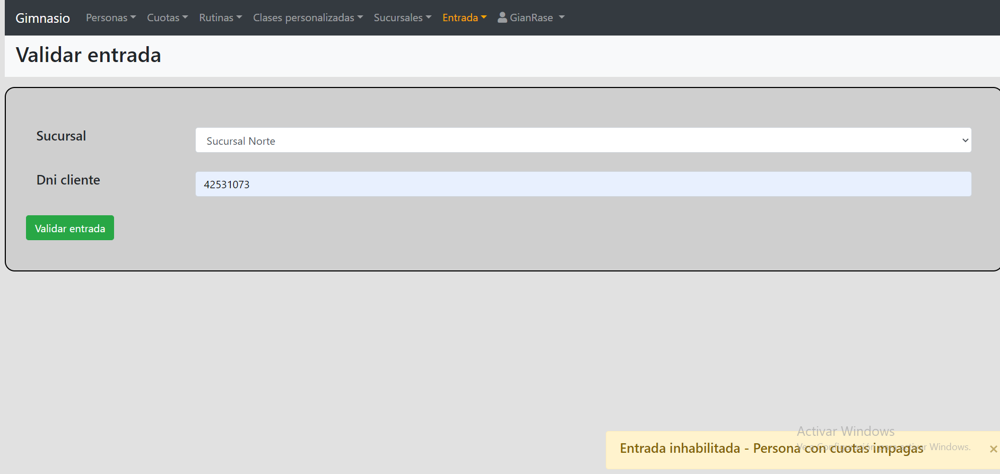 Gimnasio Personas Cuotas Rutinas Clases personalizadas Sucursales Entrada GianRase
Validar entrada
Sucursal Sucursal Norte
Dni cliente 42531073
Validar entrada
Activar Windows
Entrada inhabilitada - Persona con cuotas impagas ×
Ve a Configuración para activar Windows.